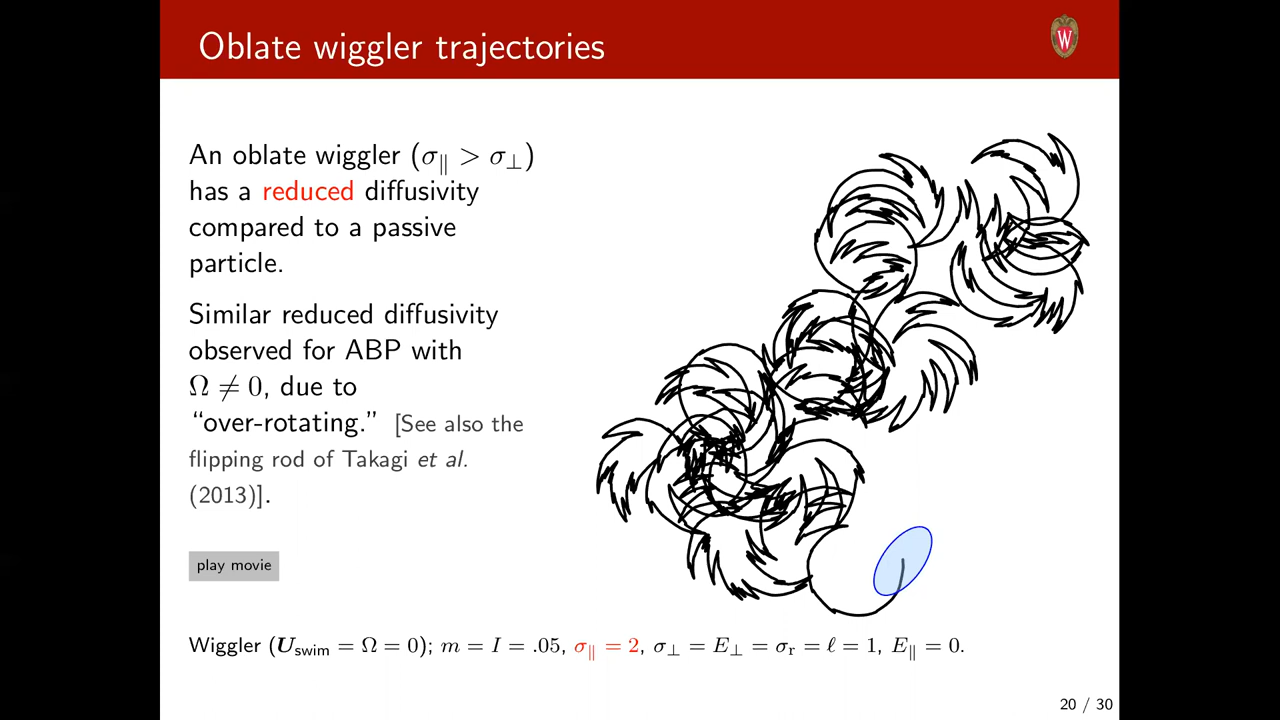 Oblate wiggler trajectories
W
An oblate wiggler (σ∥ > σ⊥)
has a reduced diffusivity
compared to a passive
particle.
Similar reduced diffusivity
observed for ABP with
Ω ≠ 0, due to
“over-rotating.” [See also the
flipping rod of Takagi et al.
(2013)].
play movie
Wiggler (U_swim = Ω = 0); m = I = .05, σ∥ = 2, σ⊥ = E⊥ = σ_r = ℓ = 1, E∥ = 0.
20 / 30